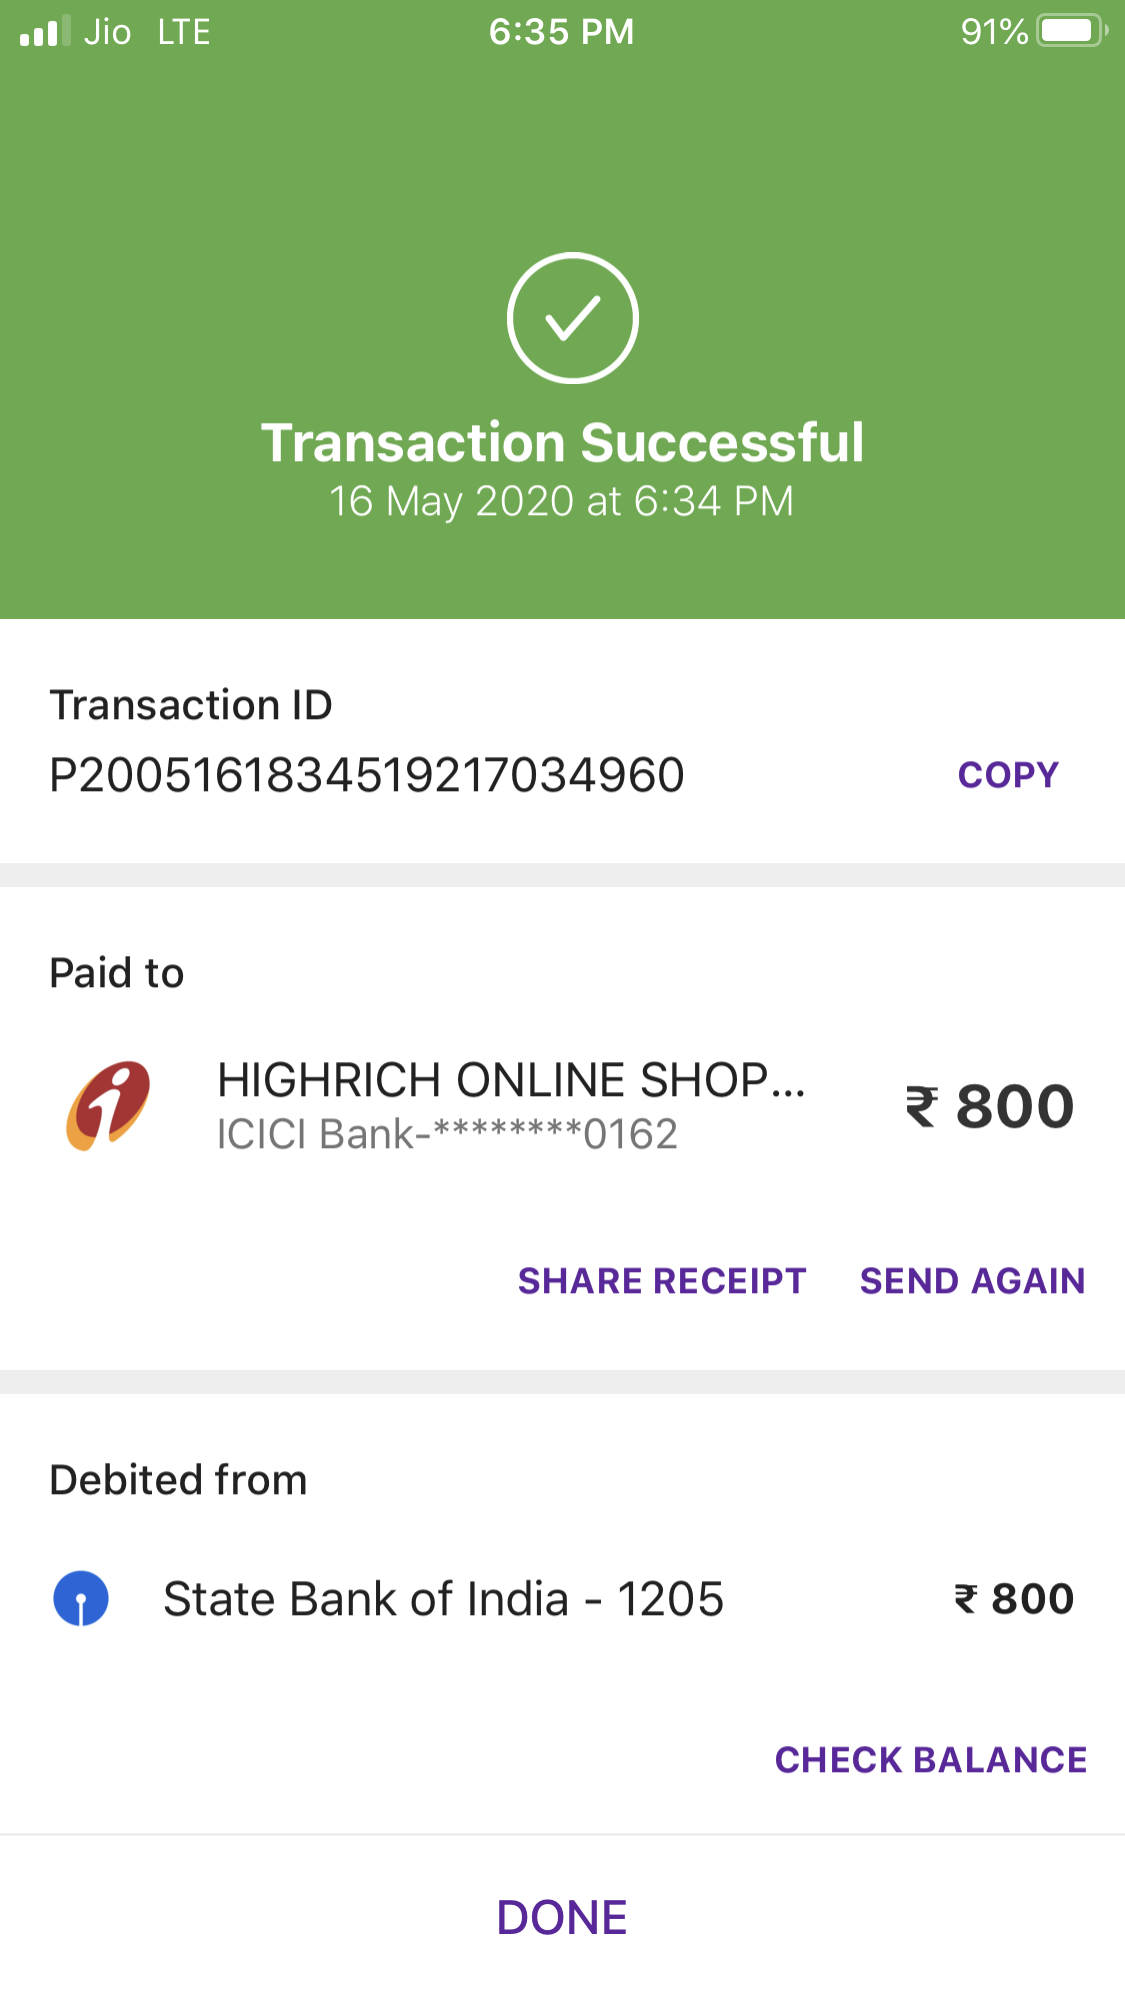 Jio LTE 6:35 PM 91%
Transaction Successful
16 May 2020 at 6:34 PM
Transaction ID
P2005161834519217034960 COPY
Paid to
HIGHRICH ONLINE SHOP... ₹ 800
ICICI Bank-********0162
SHARE RECEIPT SEND AGAIN
Debited from
State Bank of India - 1205 ₹ 800
CHECK BALANCE
DONE